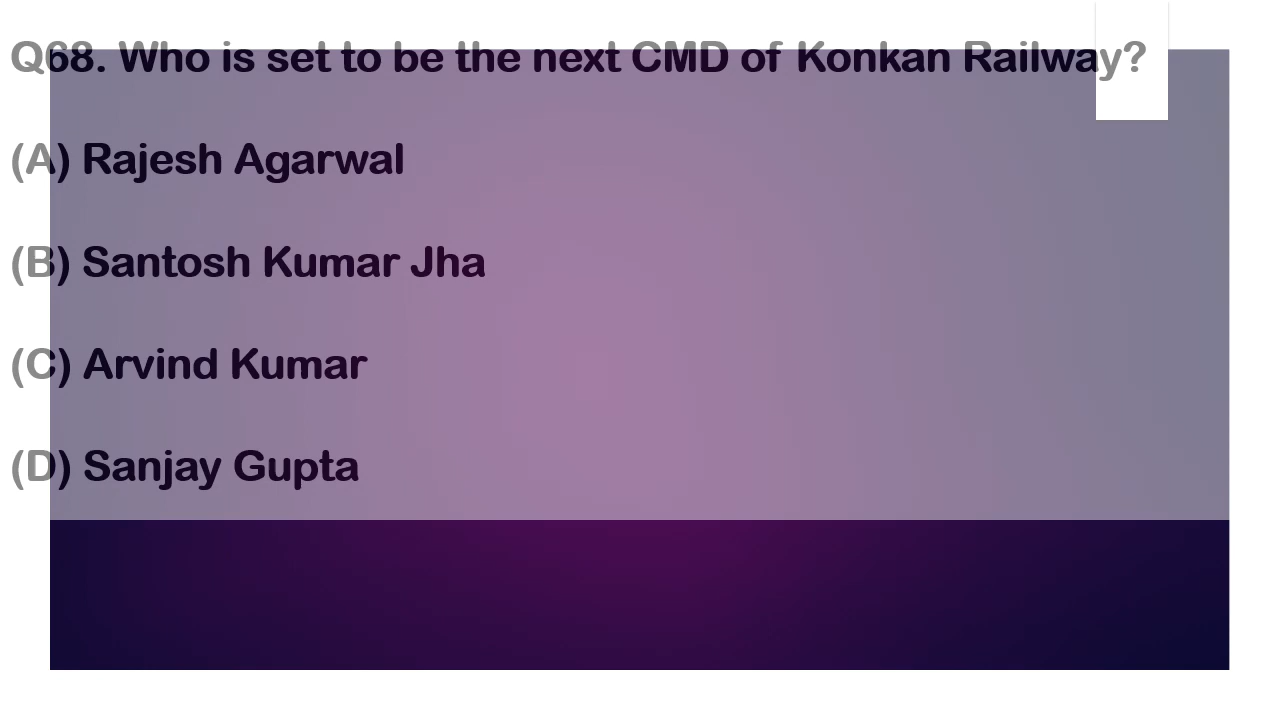 Q68. Who is set to be the next CMD of Konkan Railway?
(A) Rajesh Agarwal
(B) Santosh Kumar Jha
(C) Arvind Kumar
(D) Sanjay Gupta